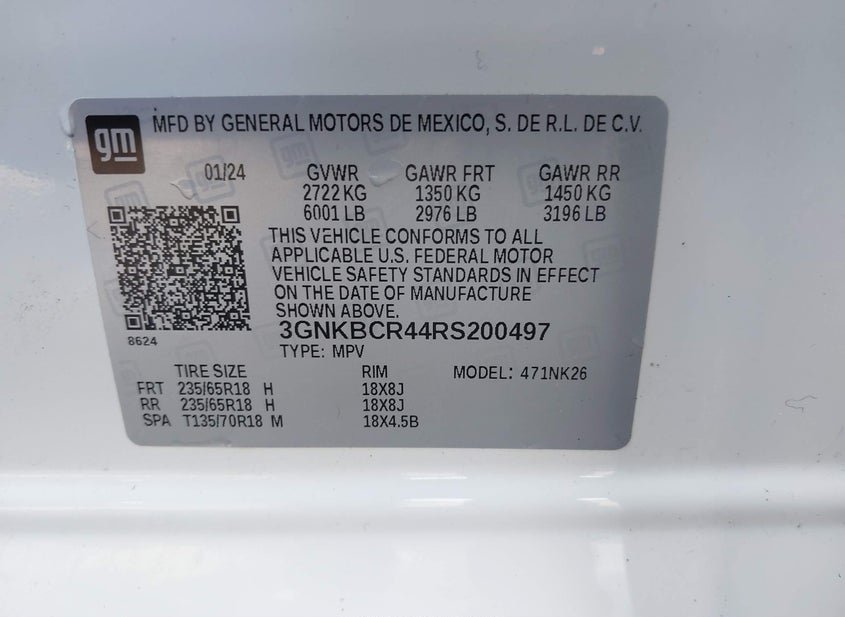 gm MFD BY GENERAL MOTORS DE MEXICO, S. DE R.L. DE C.V.
01/24 GVWR GAWR FRT GAWR RR
2722 KG 1350 KG 1450 KG
6001 LB 2976 LB 3196 LB
THIS VEHICLE CONFORMS TO ALL
APPLICABLE U.S. FEDERAL MOTOR
VEHICLE SAFETY STANDARDS IN EFFECT
ON THE DATE OF MANUFACTURE
SHOWN ABOVE.
8624 3GNKBCR44RS200497
TYPE: MPV
TIRE SIZE RIM MODEL: 471NK26
FRT 235/65R18 H 18X8J
RR 235/65R18 H 18X8J
SPA T135/70R18 M 18X4.5B